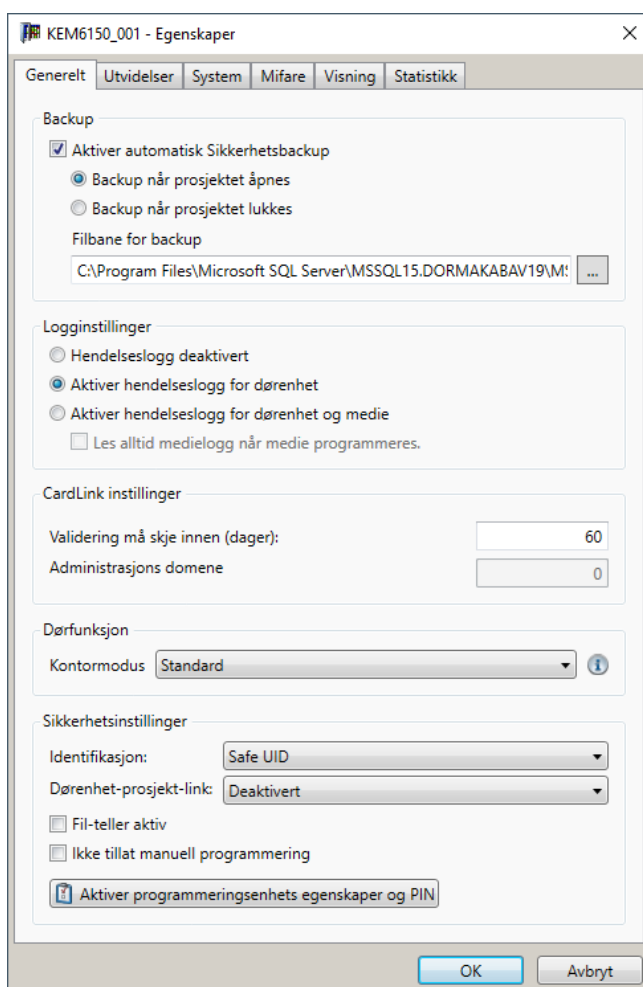 KEM6150_001 - Egenskaper
Generelt Utvidelser System Mifare Visning Statistikk
Backup
Aktiver automatisk Sikkerhetsbackup
Backup når prosjektet åpnes
Backup når prosjektet lukkes
Filbane for backup
C:\Program Files\Microsoft SQL Server\MSSQL15.DORMAKABAV19\M ...
Logginstillinger
Hendelseslogg deaktivert
Aktiver hendelseslogg for dørenhet
Aktiver hendelseslogg for dørenhet og medie
Les alltid medielogg når medie programmeres.
CardLink instillinger
Validering må skje innen (dager): 60
Administrasjons domene 0
Dørfunksjon
Kontormodus Standard
Sikkerhetsinstillinger
Identifikasjon: Safe UID
Dørenhet-prosjekt-link: Deaktivert
Fil-teller aktiv
Ikke tillat manuell programmering
Aktiver programmeringsenhets egenskaper og PIN
OK Avbryt